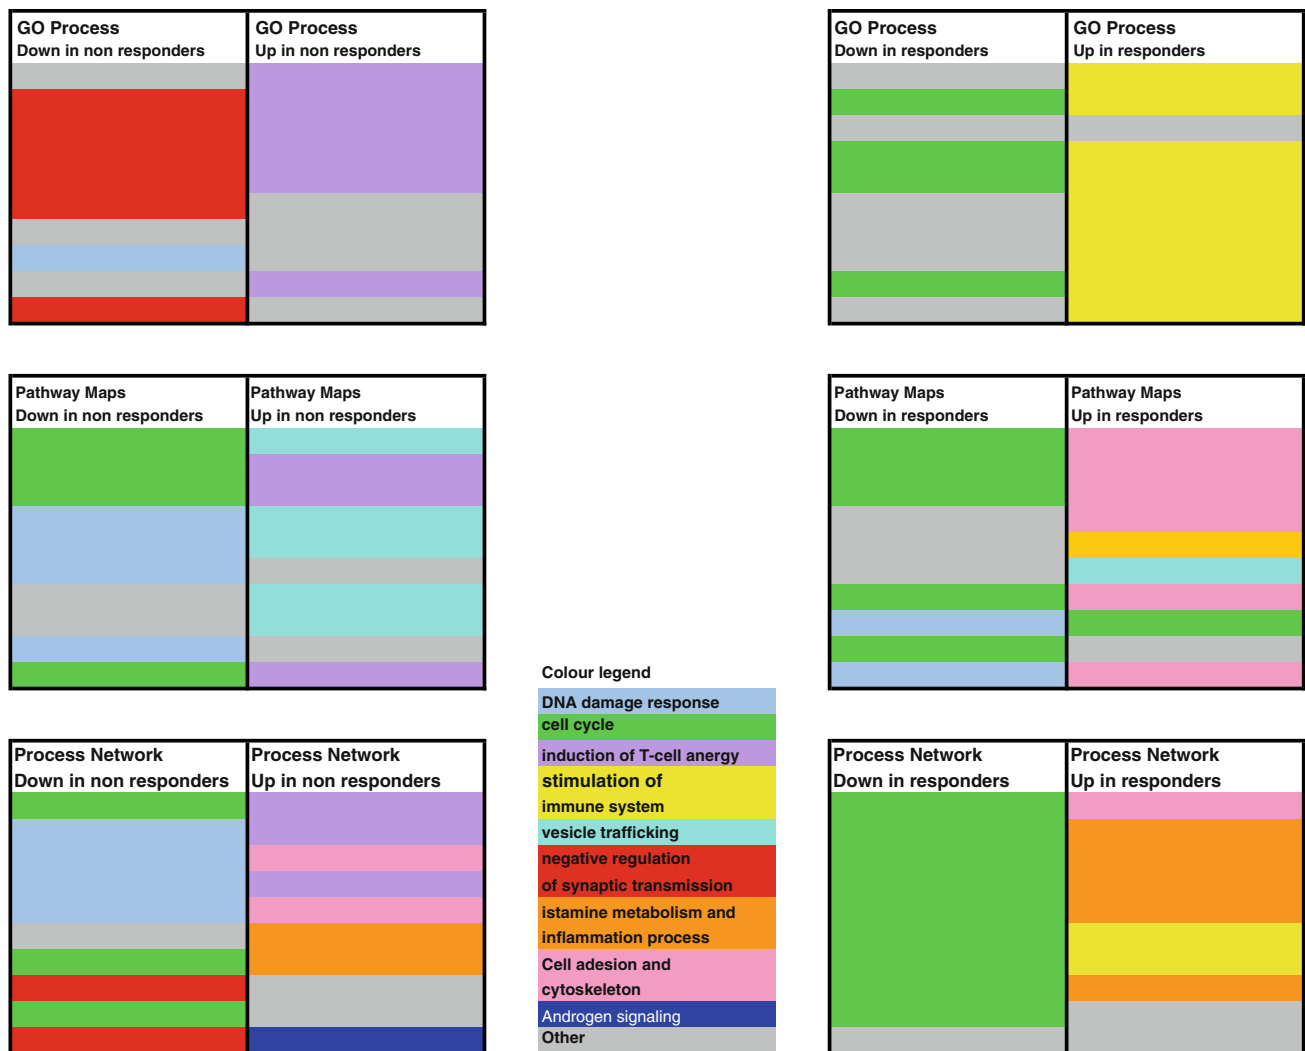 GO Process
Down in non responders
GO Process
Up in non responders
GO Process
Down in responders
GO Process
Up in responders
Pathway Maps
Down in non responders
Pathway Maps
Up in non responders
Pathway Maps
Down in responders
Pathway Maps
Up in responders
Colour legend
DNA damage response
cell cycle
induction of T-cell anergy
stimulation of
immune system
vesicle trafficking
negative regulation
of synaptic transmission
istamine metabolism and
inflammation process
Cell adesion and
cytoskeleton
Androgen signaling
Other
Process Network
Down in non responders
Process Network
Up in non responders
Process Network
Down in responders
Process Network
Up in responders